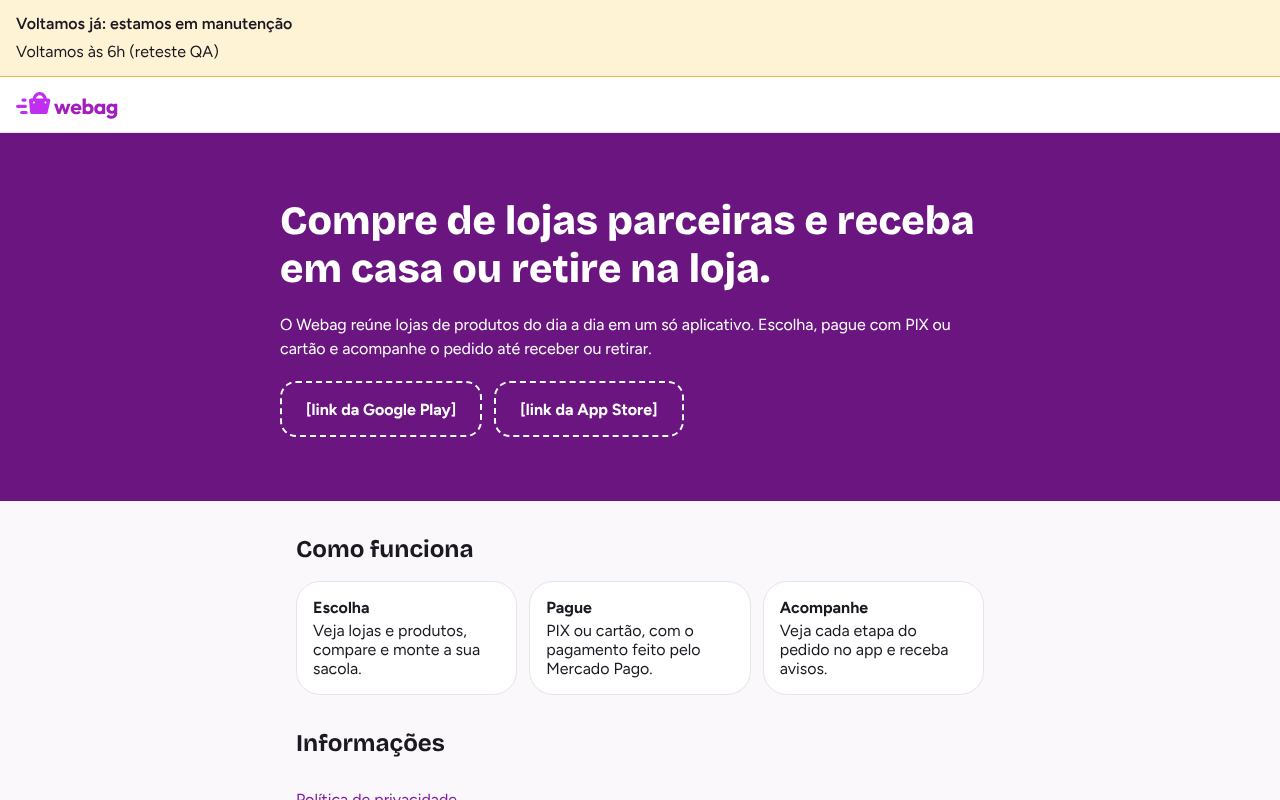 Voltamos já: estamos em manutenção
Voltamos às 6h (reteste QA)
webag
Compre de lojas parceiras e receba
em casa ou retire na loja.
O Webag reúne lojas de produtos do dia a dia em um só aplicativo. Escolha, pague com PIX ou
cartão e acompanhe o pedido até receber ou retirar.
[link da Google Play]
[link da App Store]
Como funciona
Escolha
Veja lojas e produtos,
compare e monte a sua
sacola.
Pague
PIX ou cartão, com o
pagamento feito pelo
Mercado Pago.
Acompanhe
Veja cada etapa do
pedido no app e receba
avisos.
Informações
Política de privacidade